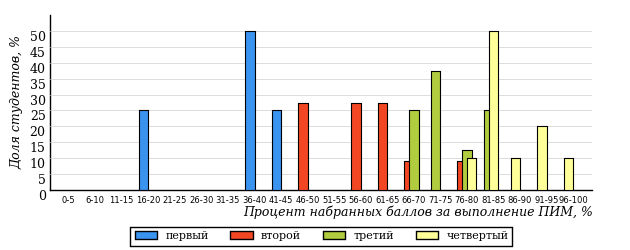 Доля студентов, %
50
45
40
35
30
25
20
15
10
5
0
0-5 6-10 11-15 16-20 21-25 26-30 31-35 36-40 41-45 46-50 51-55 56-60 61-65 66-70 71-75 76-80 81-85 86-90 91-95 96-100
Процент набранных баллов за выполнение ПИМ, %
первый второй третий четвертый